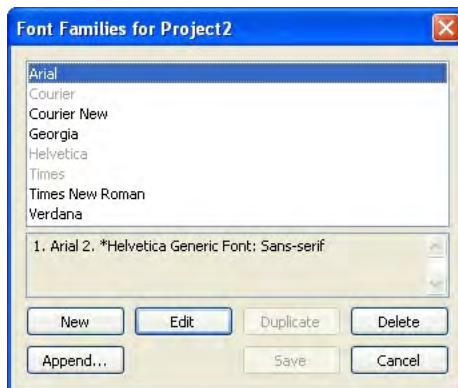 Font Families for Project2
Arial
Courier
Courier New
Georgia
Helvetica
Times
Times New Roman
Verdana
1. Arial 2. *Helvetica Generic Font: Sans-serif
New Edit Duplicate Delete
Append... Save Cancel